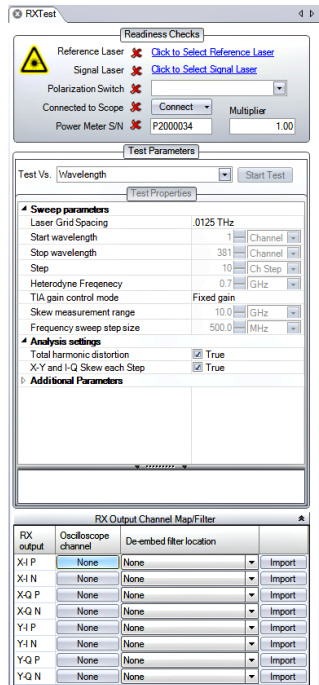 RXTest
Readiness Checks
Reference Laser Click to Select Reference Laser
Signal Laser Click to Select Signal Laser
Polarization Switch
Connected to Scope Connect Multiplier
Power Meter S/N P2000034 1.00
Test Parameters
Test Vs. Wavelength Start Test
Test Properties
Sweep parameters
Laser Grid Spacing .0125 THz
Start wavelength 1 Channel
Stop wavelength 381 Channel
Step 10 Ch Step
Heterodyne Freqenecy 0.7 GHz
TIA gain control mode Fixed gain
Skew measurement range 10.0 GHz
Frequency sweep step size 500.0 MHz
Analysis settings
Total harmonic distortion True
X-Y and I-Q Skew each Step True
Additional Parameters
RX Output Channel Map/Filter
RX output Oscilloscope channel De-embed filter location
X-I P None None Import
X-I N None None Import
X-Q P None None Import
X-Q N None None Import
Y-I P None None Import
Y-I N None None Import
Y-Q P None None Import
Y-Q N None None Import